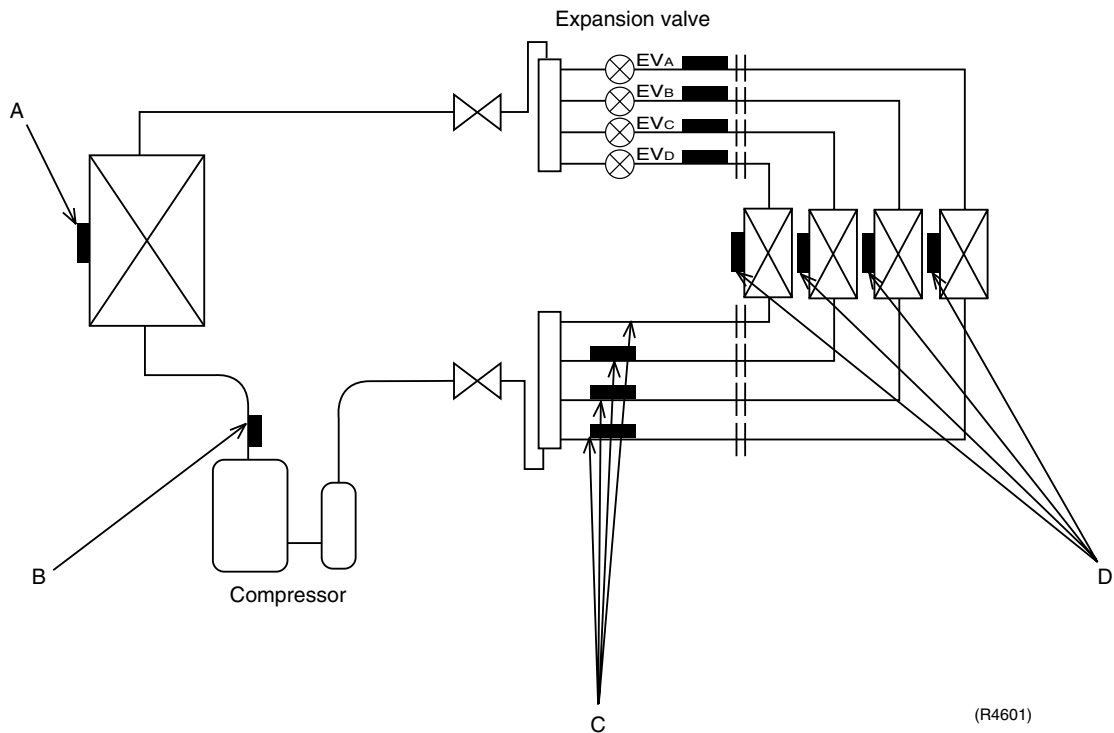 Expansion valve
EVA
EVB
EVC
EVD
A
B
Compressor
D
C
(R4601)